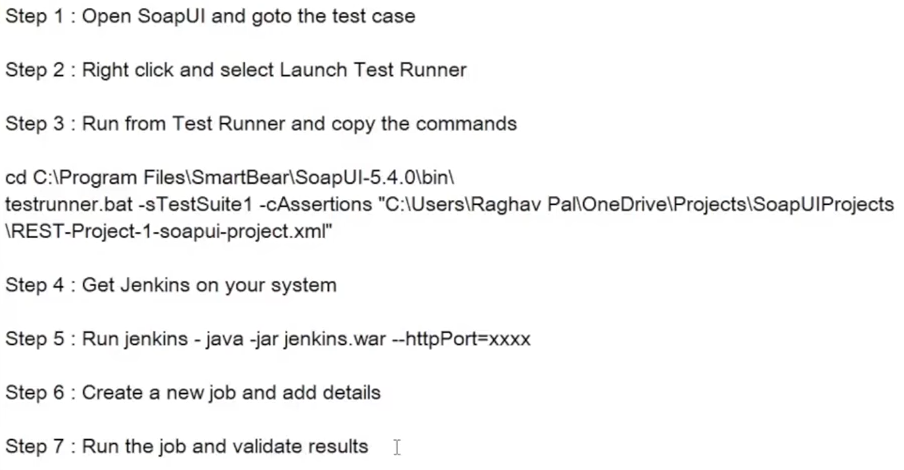 Step 1 : Open SoapUI and goto the test case
Step 2 : Right click and select Launch Test Runner
Step 3 : Run from Test Runner and copy the commands
cd C:\Program Files\SmartBear\SoapUI-5.4.0\bin\
testrunner.bat -sTestSuite1 -cAssertions "C:\Users\Raghav Pal\OneDrive\Projects\SoapUIProjects
\REST-Project-1-soapui-project.xml"
Step 4 : Get Jenkins on your system
Step 5 : Run jenkins - java -jar jenkins.war --httpPort=xxxx
Step 6 : Create a new job and add details
Step 7 : Run the job and validate results